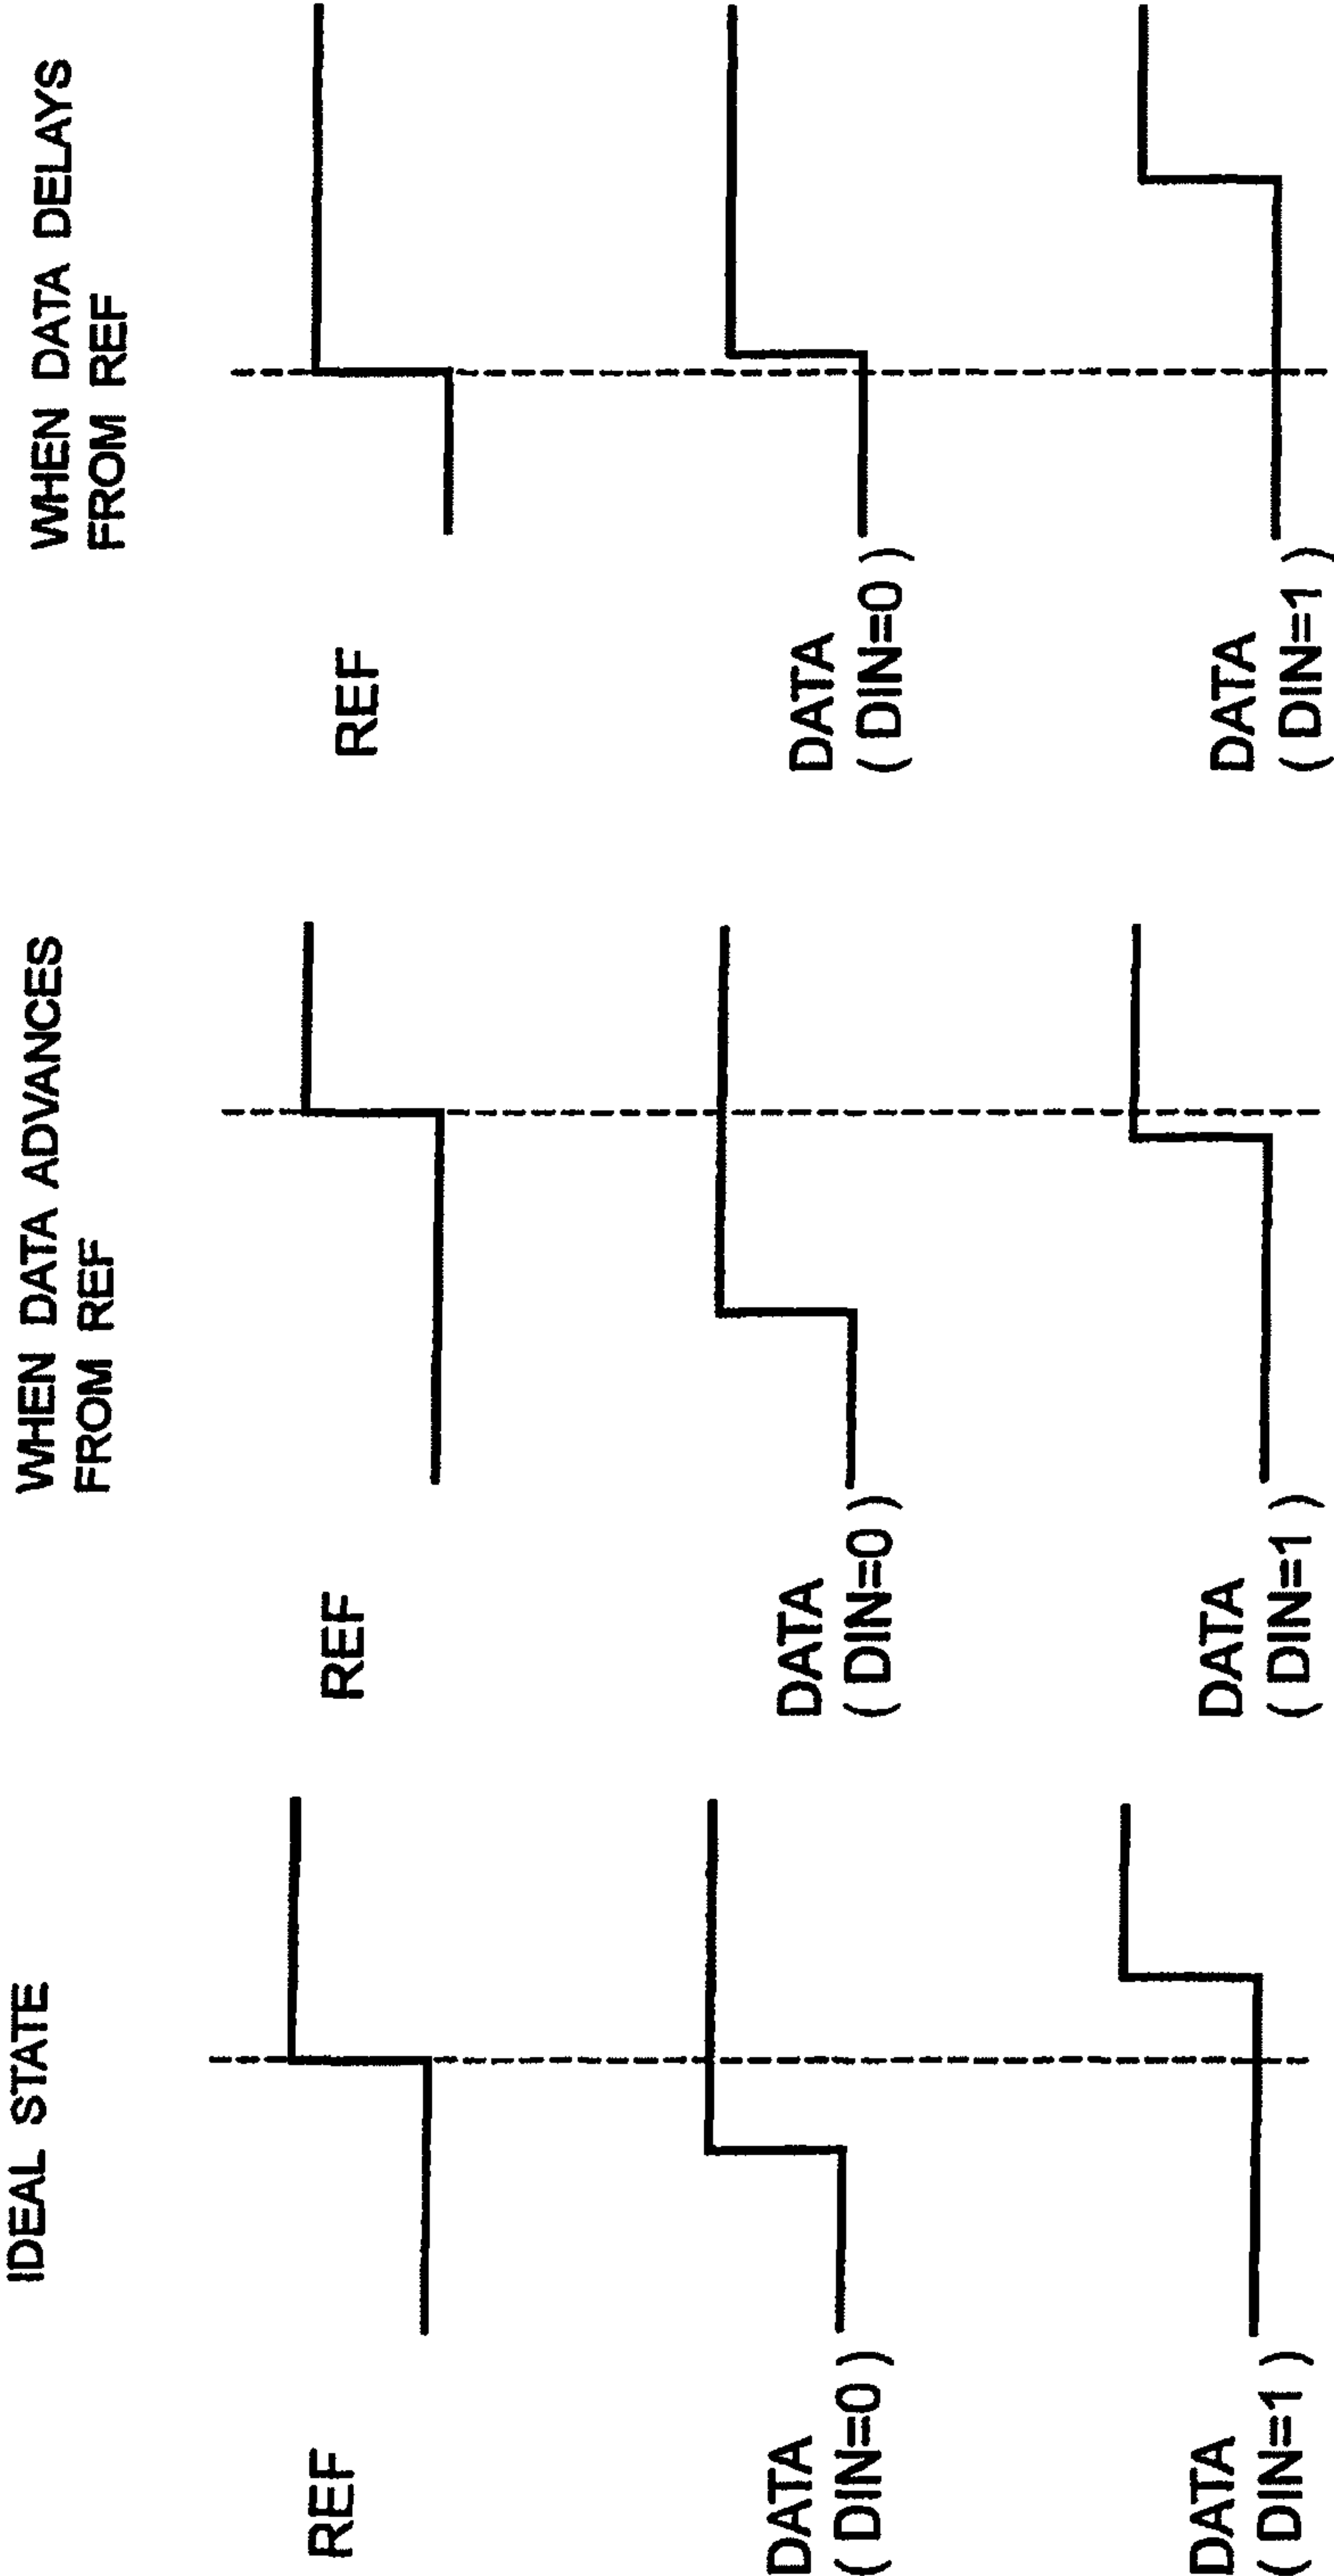 IDEAL STATE
REF
DATA
( DIN=0 )
DATA
( DIN=1 )
WHEN DATA ADVANCES
FROM REF
REF
DATA
( DIN=0 )
DATA
( DIN=1 )
WHEN DATA DELAYS
FROM REF
REF
DATA
( DIN=0 )
DATA
( DIN=1 )